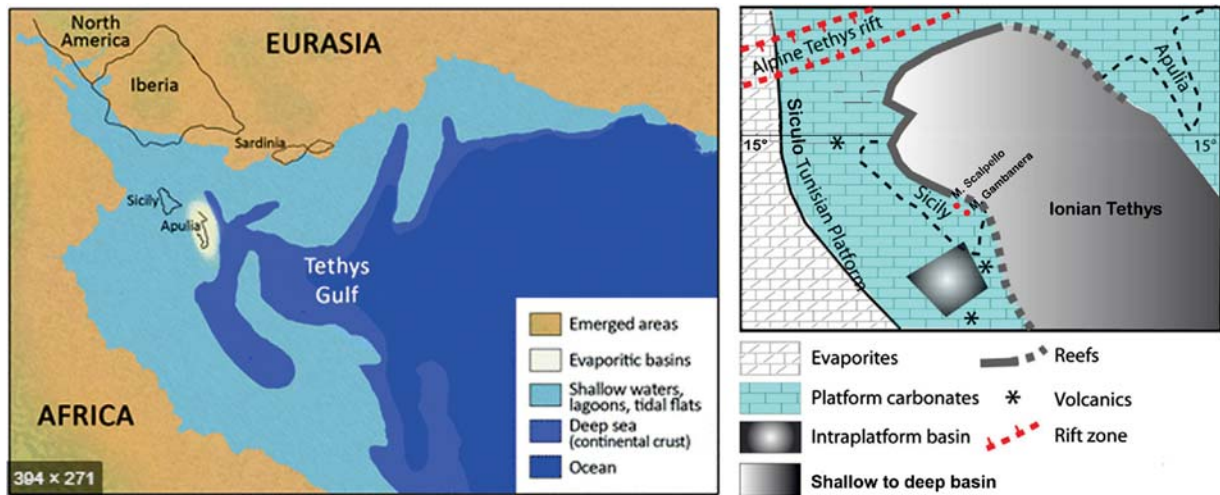 North
America
EURASIA
Iberia
Sardinia
Sicily
Apulia
Tethys
Gulf
AFRICA
Emerged areas
Evaporitic basins
Shallow waters,
lagoons, tidal flats
Deep sea
(continental crust)
Ocean
394 × 271
Alpine Tethys rift
Apulia
Siculo Tunisian Platform
15°
15°
M. Scalpello
M. Gambanera
Sicily
Ionian Tethys
Evaporites
Reefs
Platform carbonates
Volcanics
Intraplatform basin
Rift zone
Shallow to deep basin